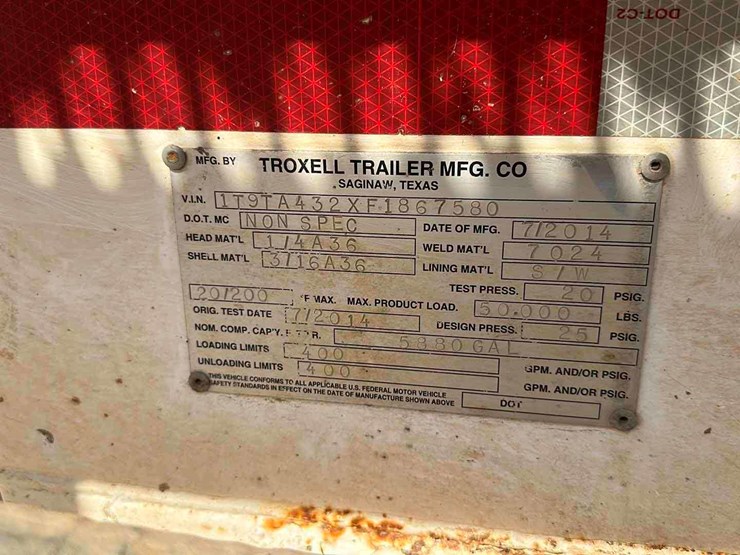 DOT-C2
MFG. BY TROXELL TRAILER MFG. CO
SAGINAW, TEXAS
V.I.N. 1T9TA432XF1867580
D.O.T. MC NON SPEC DATE OF MFG. 7/2014
HEAD MAT'L 1/4A36 WELD MAT'L 7024
SHELL MAT'L 3/16A36 LINING MAT'L S/W
TEST PRESS. 20 PSIG.
-20/200 °F MAX. MAX. PRODUCT LOAD. 50,000 LBS.
ORIG. TEST DATE 7/2014 DESIGN PRESS. 25 PSIG.
NOM. COMP. CAP'Y. 5880 GAL
LOADING LIMITS 400 GPM. AND/OR PSIG.
UNLOADING LIMITS 400 GPM. AND/OR PSIG.
THIS VEHICLE CONFORMS TO ALL APPLICABLE U.S. FEDERAL MOTOR VEHICLE
SAFETY STANDARDS IN EFFECT ON THE DATE OF MANUFACTURE SHOWN ABOVE DOT